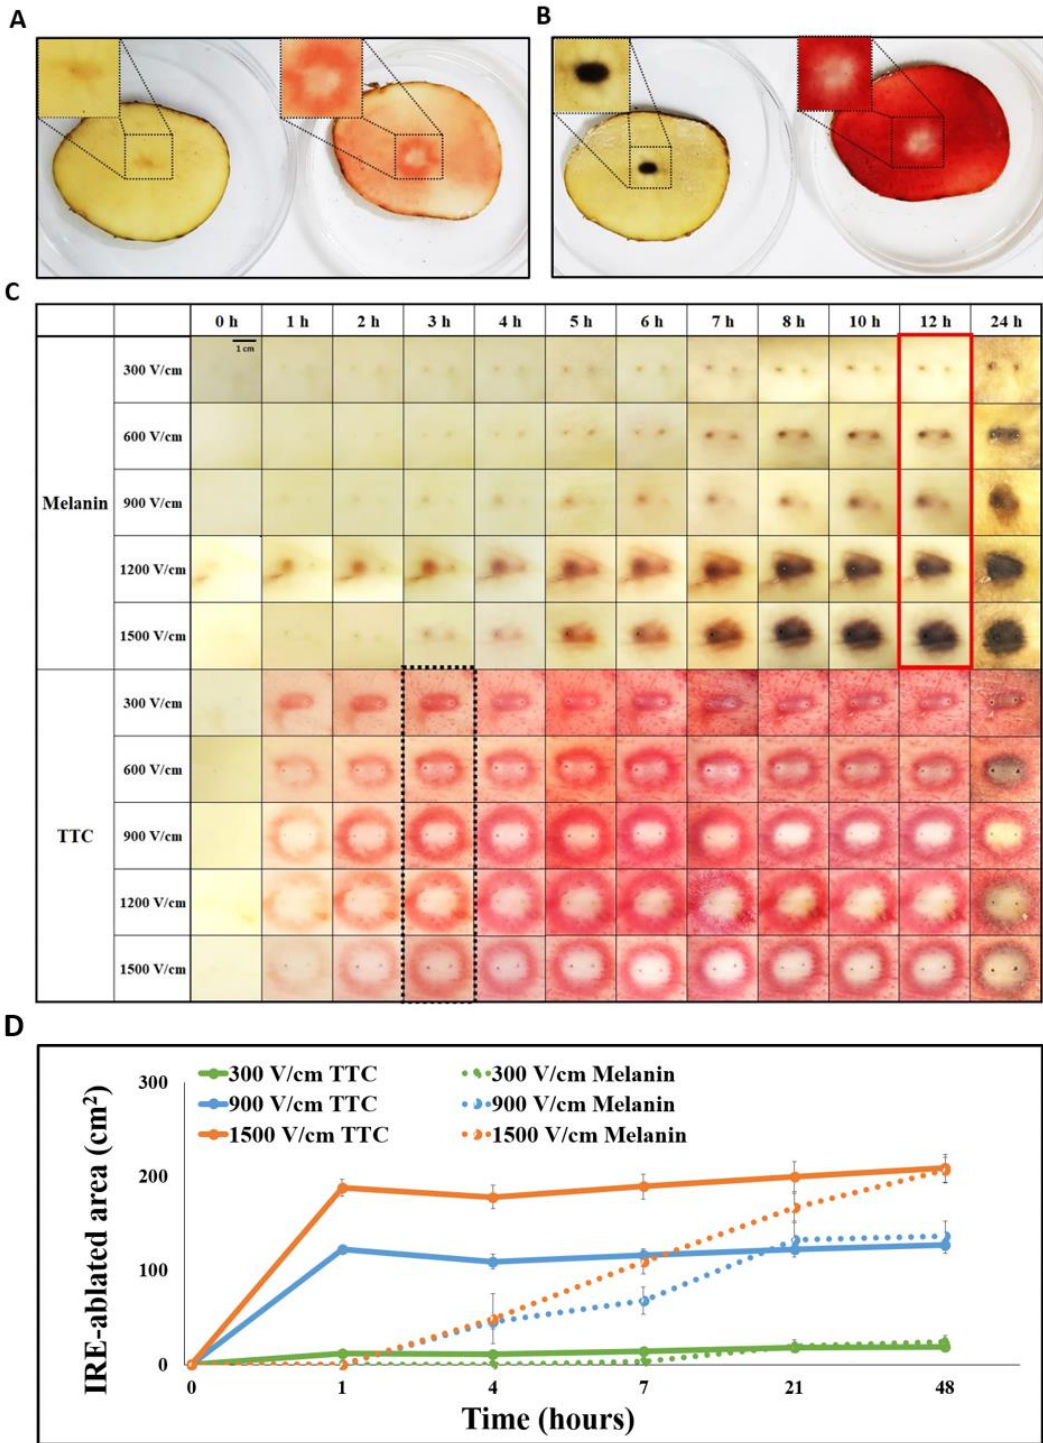 A
B
C
0 h 1 h 2 h 3 h 4 h 5 h 6 h 7 h 8 h 10 h 12 h 24 h
1 cm
Melanin
300 V/cm
600 V/cm
900 V/cm
1200 V/cm
1500 V/cm
TTC
300 V/cm
600 V/cm
900 V/cm
1200 V/cm
1500 V/cm
D
300 V/cm TTC 300 V/cm Melanin
900 V/cm TTC 900 V/cm Melanin
1500 V/cm TTC 1500 V/cm Melanin
IRE-ablated area (cm²)
300
200
100
0
0 1 4 7 21 48
Time (hours)